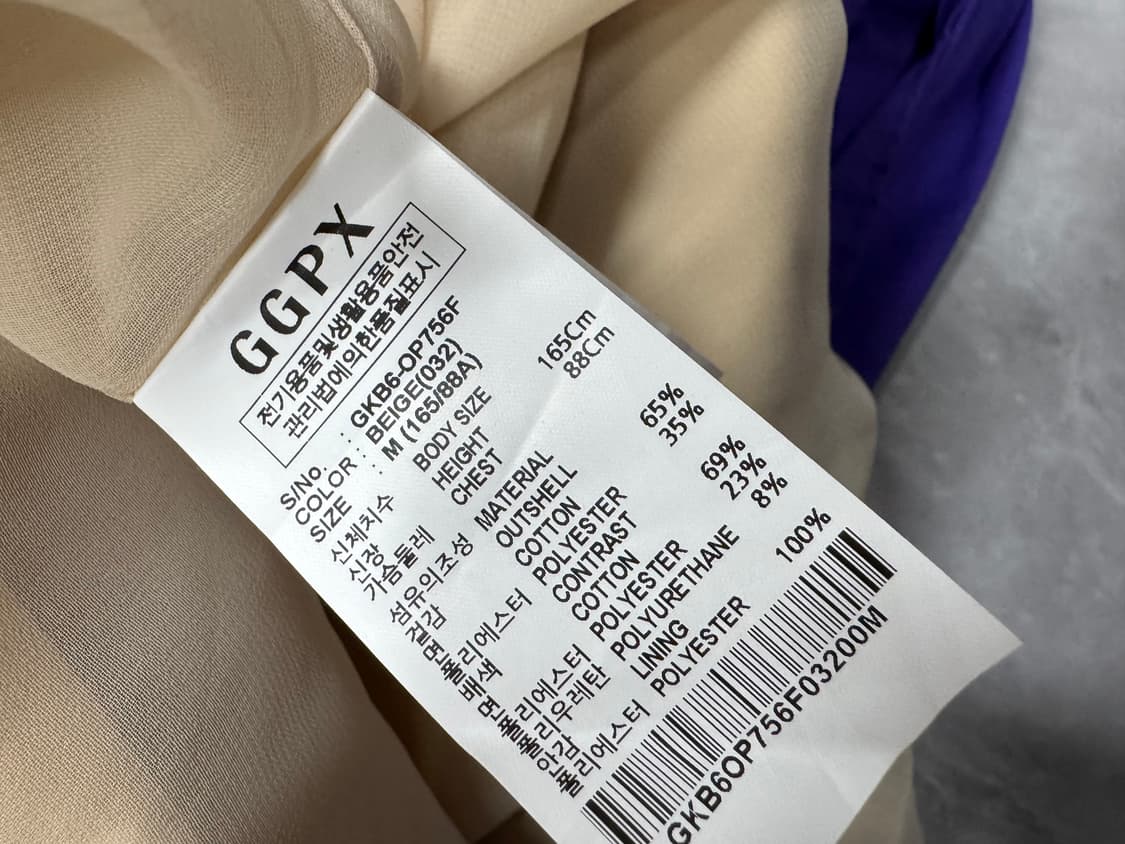 GGPX
전기용품및생활용품안전
관리법에의한품질표시
S/No. : GKB6-OP756F
COLOR : BEIGE(032)
SIZE : M (165/88A)
신체치수 BODY SIZE
신장 HEIGHT 165Cm
가슴둘레 CHEST 88Cm
섬유의조성 MATERIAL
겉감 OUTSHELL
면 COTTON 65%
폴리에스터 POLYESTER 35%
배색 CONTRAST
면 COTTON 69%
폴리에스터 POLYESTER 23%
폴리우레탄 POLYURETHANE 8%
안감 LINING
폴리에스터 POLYESTER 100%
GKB6OP756F03200M